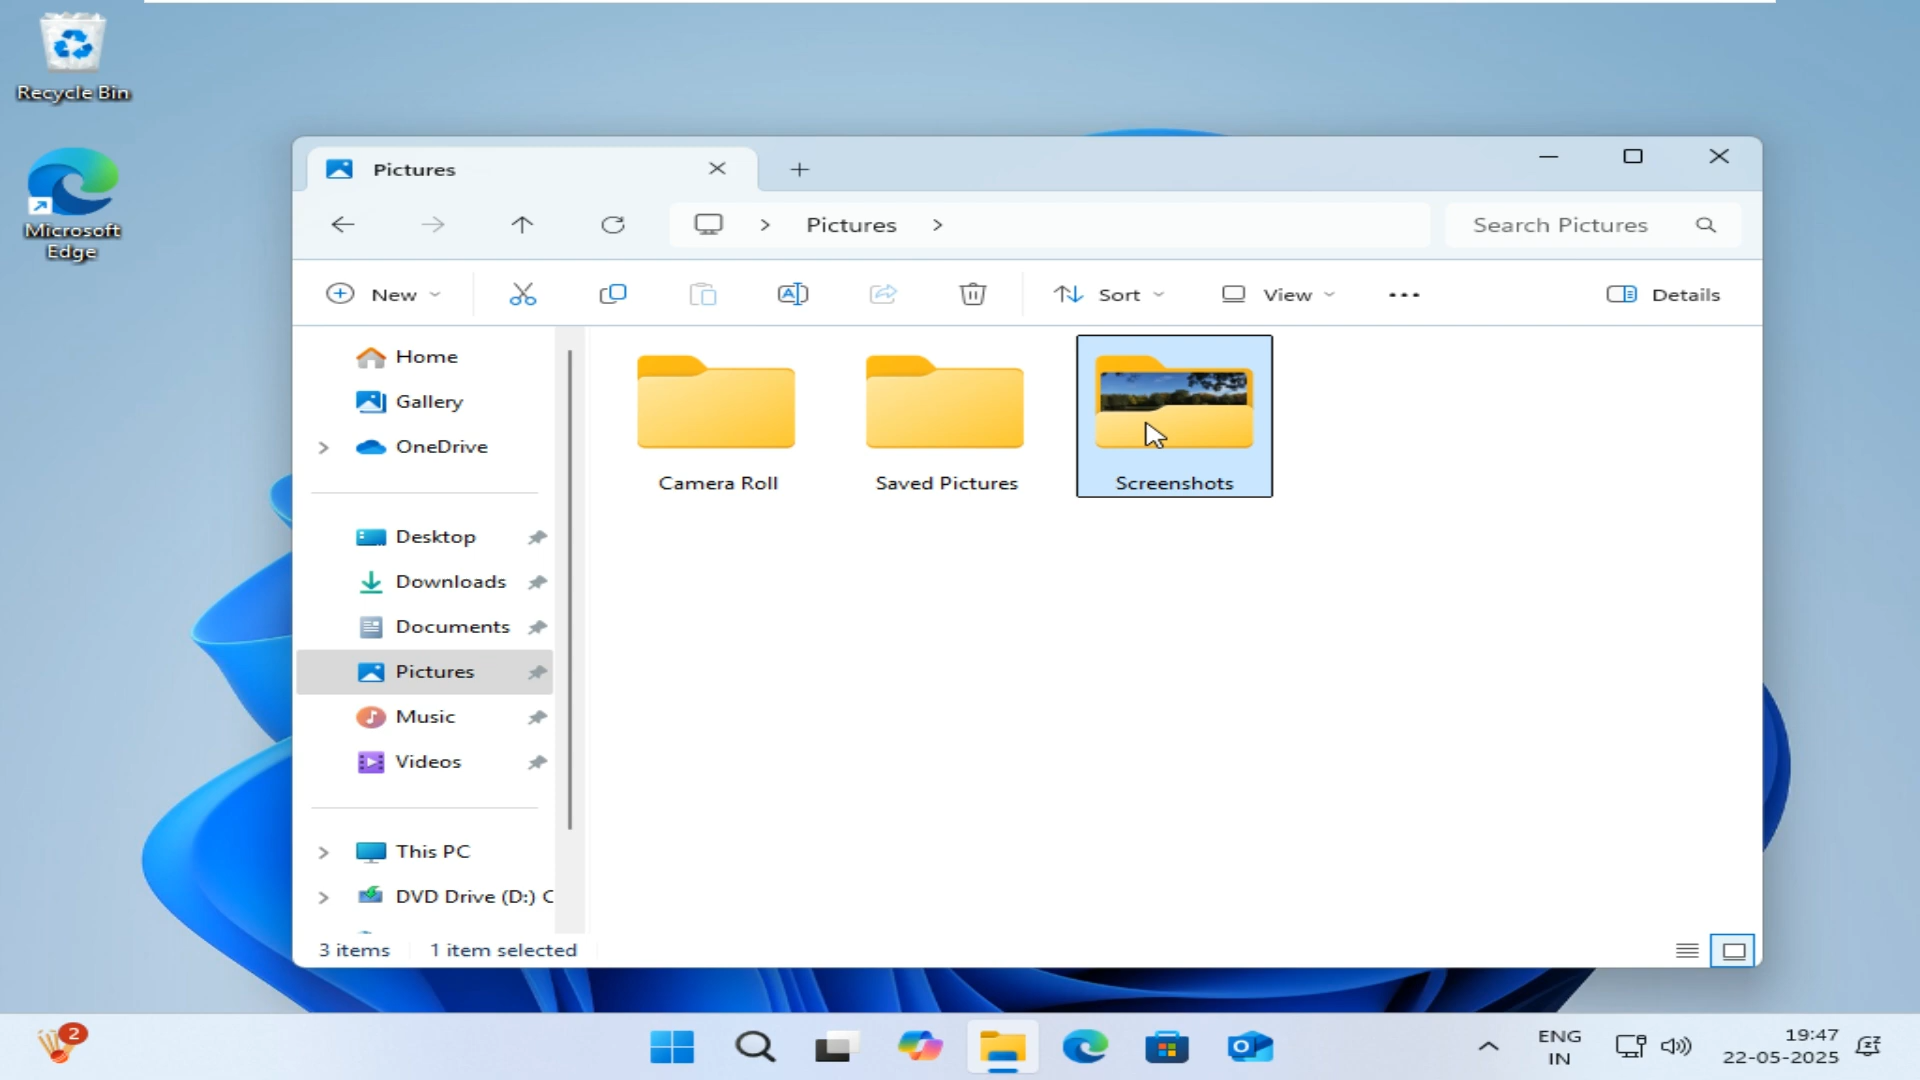 Recycle Bin
Microsoft
Edge
Pictures
Pictures
Search Pictures
New
Sort
View
Details
Home
Gallery
OneDrive
Desktop
Downloads
Documents
Pictures
Music
Videos
This PC
DVD Drive (D:) C
Camera Roll
Saved Pictures
Screenshots
3 items
1 item selected
2
ENG
IN
19:47
22-05-2025